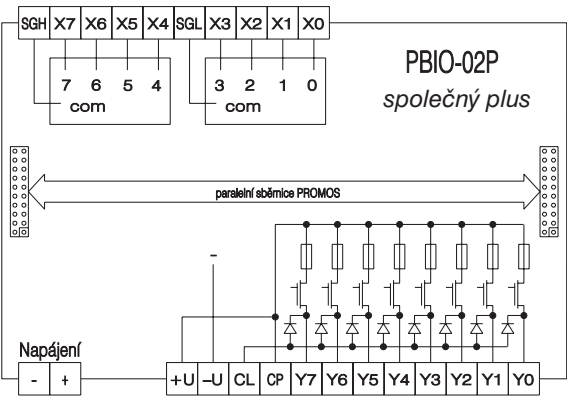 SGH X7 X6 X5 X4 SGL X3 X2 X1 X0
7 6 5 4 3 2 1 0
com com
PBIO-02P
společný plus
paralelní sběrnice PROMOS
-
Napájení
- + +U –U CL CP Y7 Y6 Y5 Y4 Y3 Y2 Y1 Y0